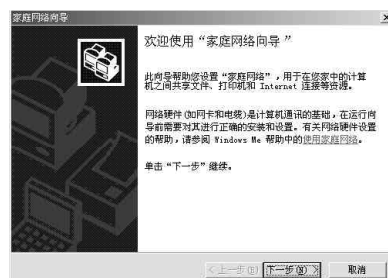 家庭网络向导
欢迎使用“家庭网络向导”
此向导帮助您设置“家庭网络”，用于在您家中的计算
机之间共享文件、打印机和 Internet 连接等资源。
网络硬件(如网卡和电缆)是计算机通讯的基础，在运行向
导前需要对其进行正确的安装和设置。有关网络硬件设置
的帮助，请参阅 Windows Me 帮助中的使用家庭网络。
单击“下一步”继续。
<上一步(B) 下一步(N)> 取消